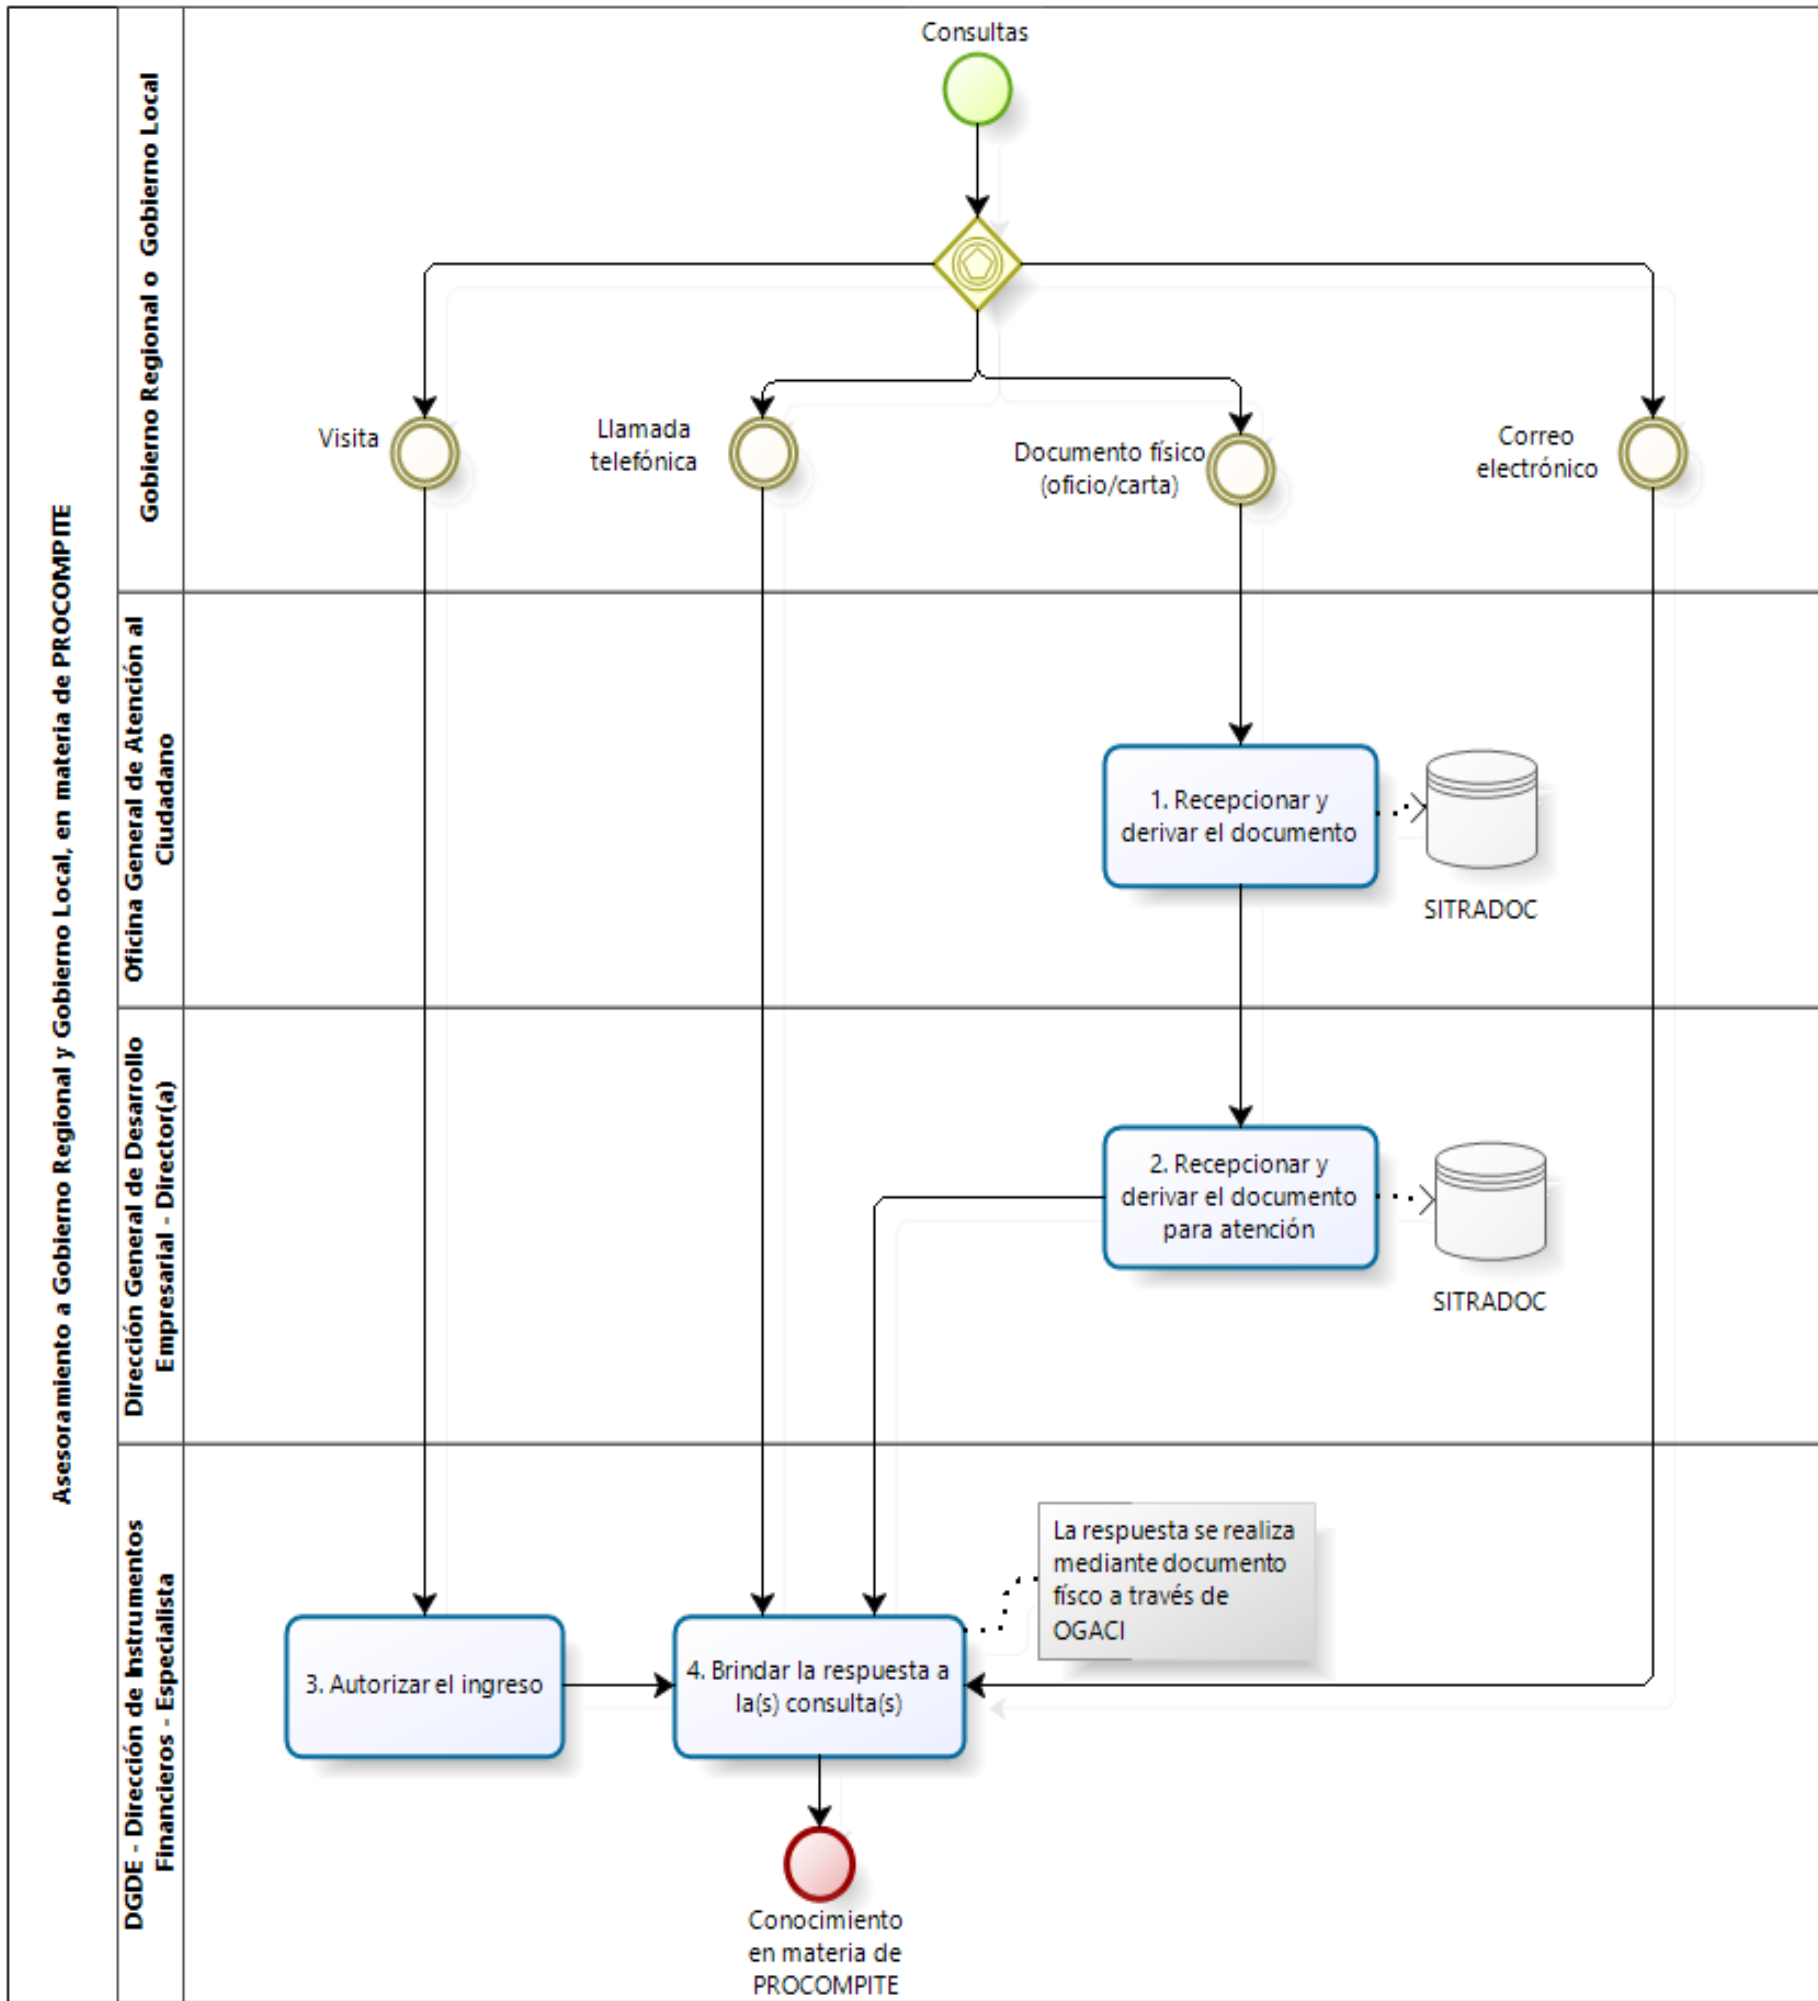 Asesoramiento a Gobierno Regional y Gobierno Local, en materia de PROCOMPITE
Gobierno Regional o Gobierno Local
Consultas
Visita
Llamada
telefónica
Documento físico
(oficio/carta)
Correo
electrónico
Oficina General de Atención al
Ciudadano
1. Recepcionar y
derivar el documento
SITRADOC
Dirección General de Desarrollo
Empresarial - Director(a)
2. Recepcionar y
derivar el documento
para atención
SITRADOC
DGDE - Dirección de Instrumentos
Financieros - Especialista
La respuesta se realiza
mediante documento
físco a través de
OGACI
3. Autorizar el ingreso
4. Brindar la respuesta a
la(s) consulta(s)
Conocimiento
en materia de
PROCOMPITE